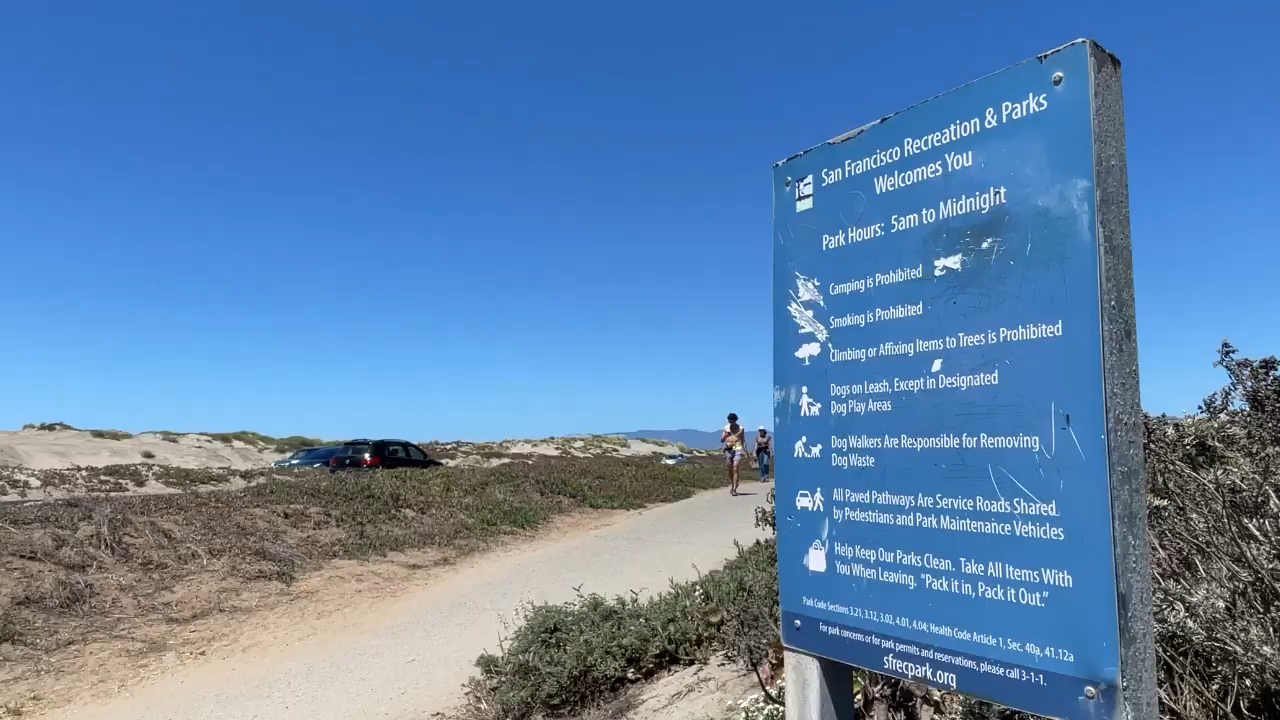 San Francisco Recreation & Parks
Welcomes You
Park Hours: 5am to Midnight
Camping is Prohibited
Smoking is Prohibited
Climbing or Affixing Items to Trees is Prohibited
Dogs on Leash, Except in Designated
Dog Play Areas
Dog Walkers Are Responsible for Removing
Dog Waste
All Paved Pathways Are Service Roads Shared
by Pedestrians and Park Maintenance Vehicles
Help Keep Our Parks Clean. Take All Items With
You When Leaving. "Pack it in, Pack it Out."
Park Code Sections 3.21, 3.12, 3.02, 4.01, 4.04; Health Code Article 1, Sec. 40a, 41.12a
For park concerns or for park permits and reservations, please call 3-1-1.
sfrecpark.org